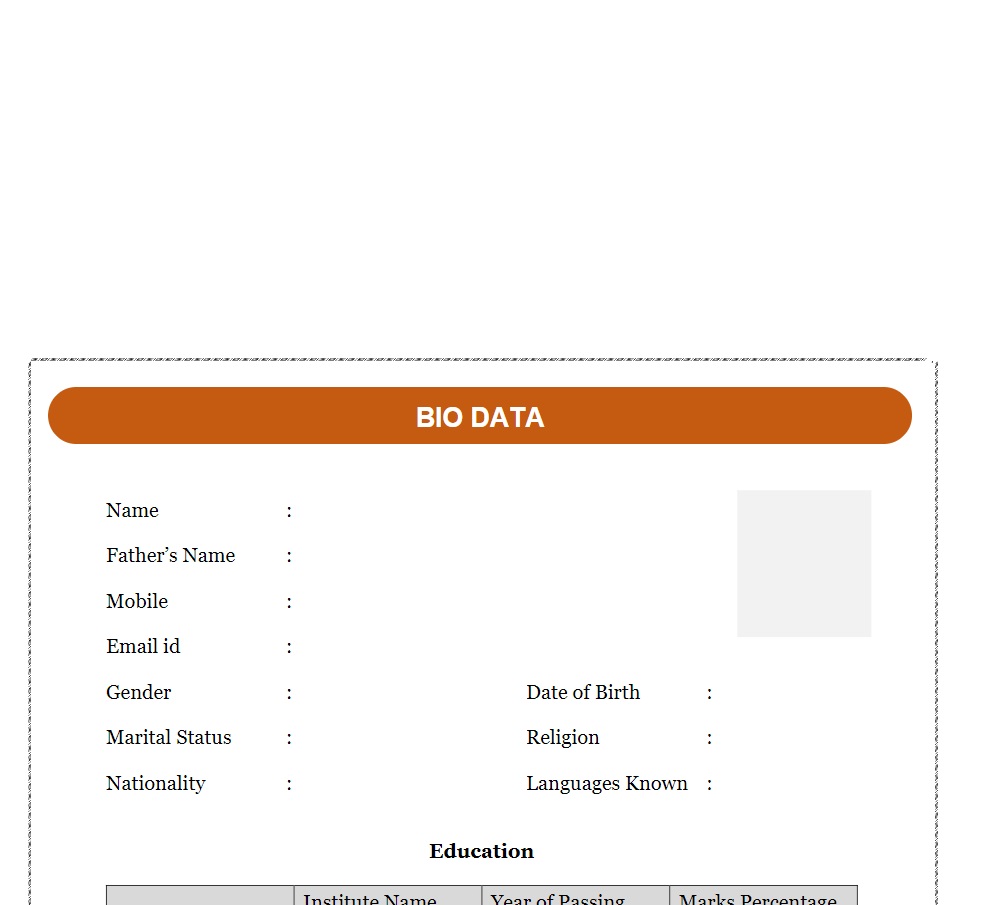 BIO DATA
Name :
Father’s Name :
Mobile :
Email id :
Gender : Date of Birth :
Marital Status : Religion :
Nationality : Languages Known :
Education
Institute Name Year of Passing Marks Percentage